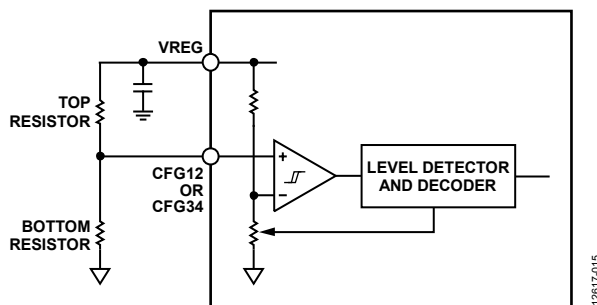 VREG
TOP
RESISTOR
CFG12
OR
CFG34
+
−
LEVEL DETECTOR
AND DECODER
BOTTOM
RESISTOR
12617-015